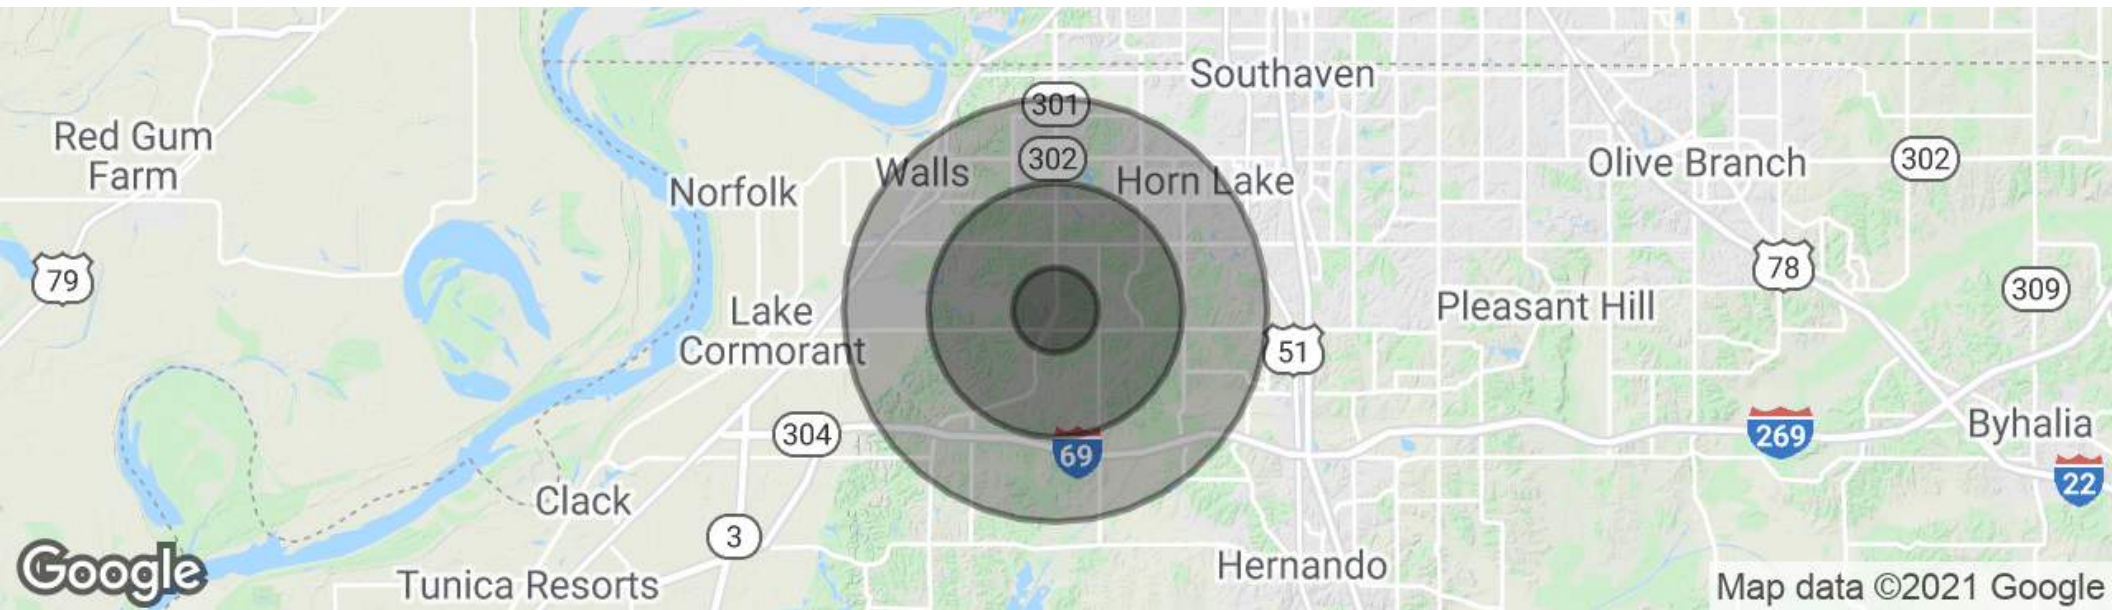 Southaven
301
Red Gum
Farm
302
Olive Branch
302
Walls
Horn Lake
Norfolk
78
79
309
Lake
Cormorant
Pleasant Hill
51
304
69
269
Byhalia
22
Clack
3
Hernando
Google
Tunica Resorts
Map data ©2021 Google